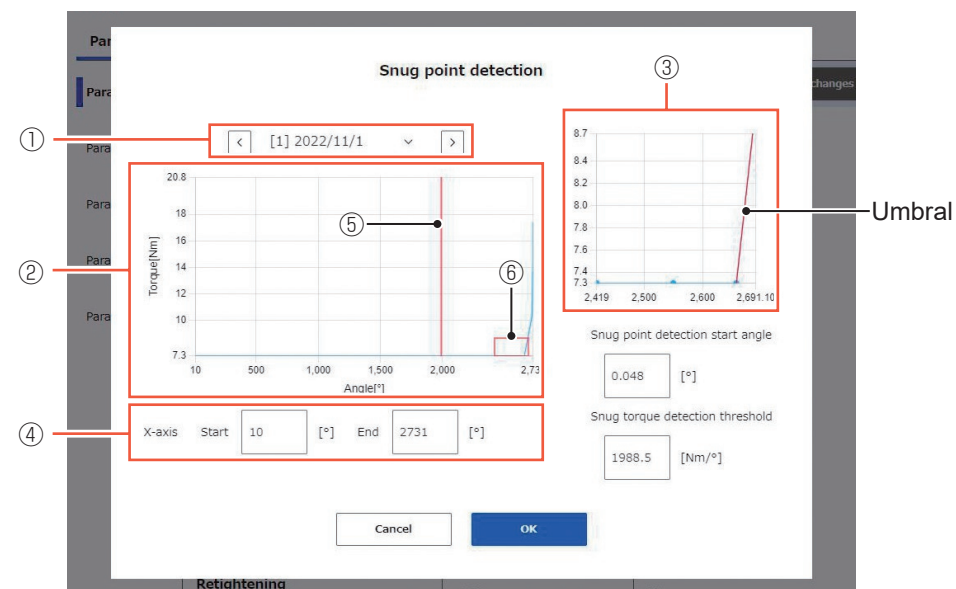 Par
Para
changes
Para
Para
Para
Para
Snug point detection
①
[1] 2022/11/1
②
Torque[Nm]
20.8
18
16
14
12
10
7.3
10
500
1,000
1,500
2,000
2,73
Angle[°]
⑤
⑥
③
8.7
8.4
8.2
8.0
7.8
7.6
7.4
7.3
2,419
2,500
2,600
2,691.10
Umbral
④
X-axis Start 10 [°] End 2731 [°]
Snug point detection start angle
0.048 [°]
Snug torque detection threshold
1988.5 [Nm/°]
Cancel
OK
Retightening